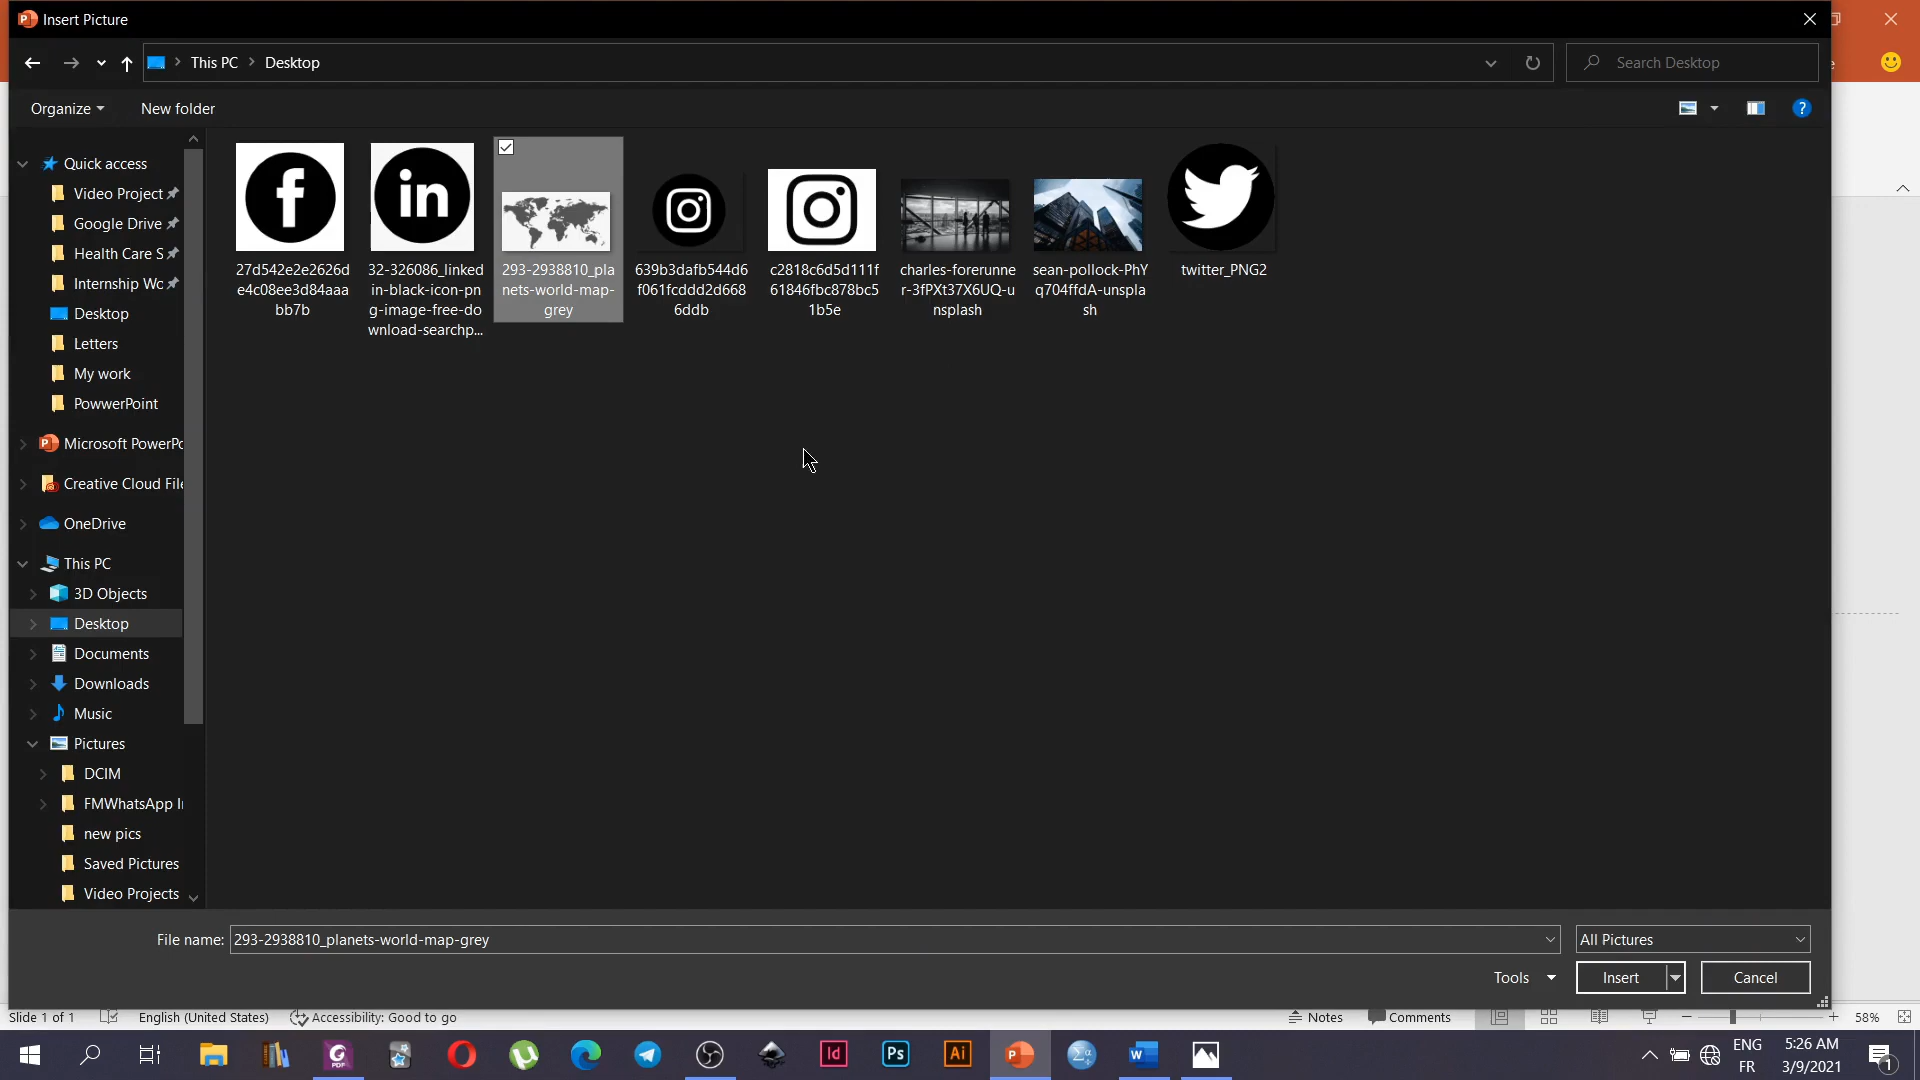 Insert Picture
This PC
Desktop
Search Desktop
Organize
New folder
Quick access
Video Project
Google Drive
Health Care S
Internship Wc
Desktop
Letters
My work
PowwerPoint
Microsoft PowerPo
Creative Cloud File
OneDrive
This PC
3D Objects
Desktop
Documents
Downloads
Music
Pictures
DCIM
FMWhatsApp I
new pics
Saved Pictures
Video Projects
27d542e2e2626d
e4c08ee3d84aaa
bb7b
32-326086_linked
in-black-icon-pn
g-image-free-do
wnload-searchp...
293-2938810_pla
nets-world-map-
grey
639b3dafb544d6
f061fcddd2d668
6ddb
c2818c6d5d111f
61846fbc878bc5
1b5e
charles-forerunne
r-3fPXt37X6UQ-u
nsplash
sean-pollock-PhY
q704ffdA-unspla
sh
twitter_PNG2
File name:
293-2938810_planets-world-map-grey
All Pictures
Tools
Insert
Cancel
Slide 1 of 1
English (United States)
Accessibility: Good to go
Notes
Comments
58%
ENG
FR
5:26 AM
3/9/2021
1